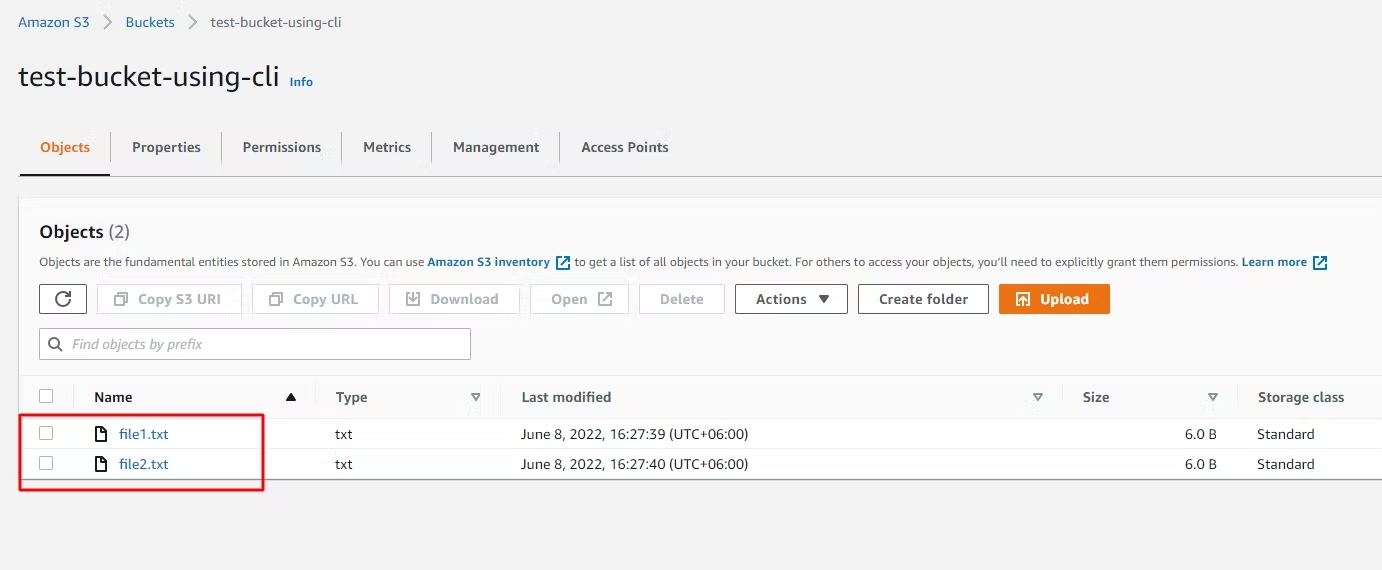 Amazon S3 Buckets test-bucket-using-cli
test-bucket-using-cli Info
Objects Properties Permissions Metrics Management Access Points
Objects (2)
Objects are the fundamental entities stored in Amazon S3. You can use Amazon S3 inventory to get a list of all objects in your bucket. For others to access your objects, you'll need to explicitly grant them permissions. Learn more
Copy S3 URI Copy URL Download Open Delete Actions Create folder Upload
Find objects by prefix
Name Type Last modified Size Storage class
file1.txt txt June 8, 2022, 16:27:39 (UTC+06:00) 6.0 B Standard
file2.txt txt June 8, 2022, 16:27:40 (UTC+06:00) 6.0 B Standard